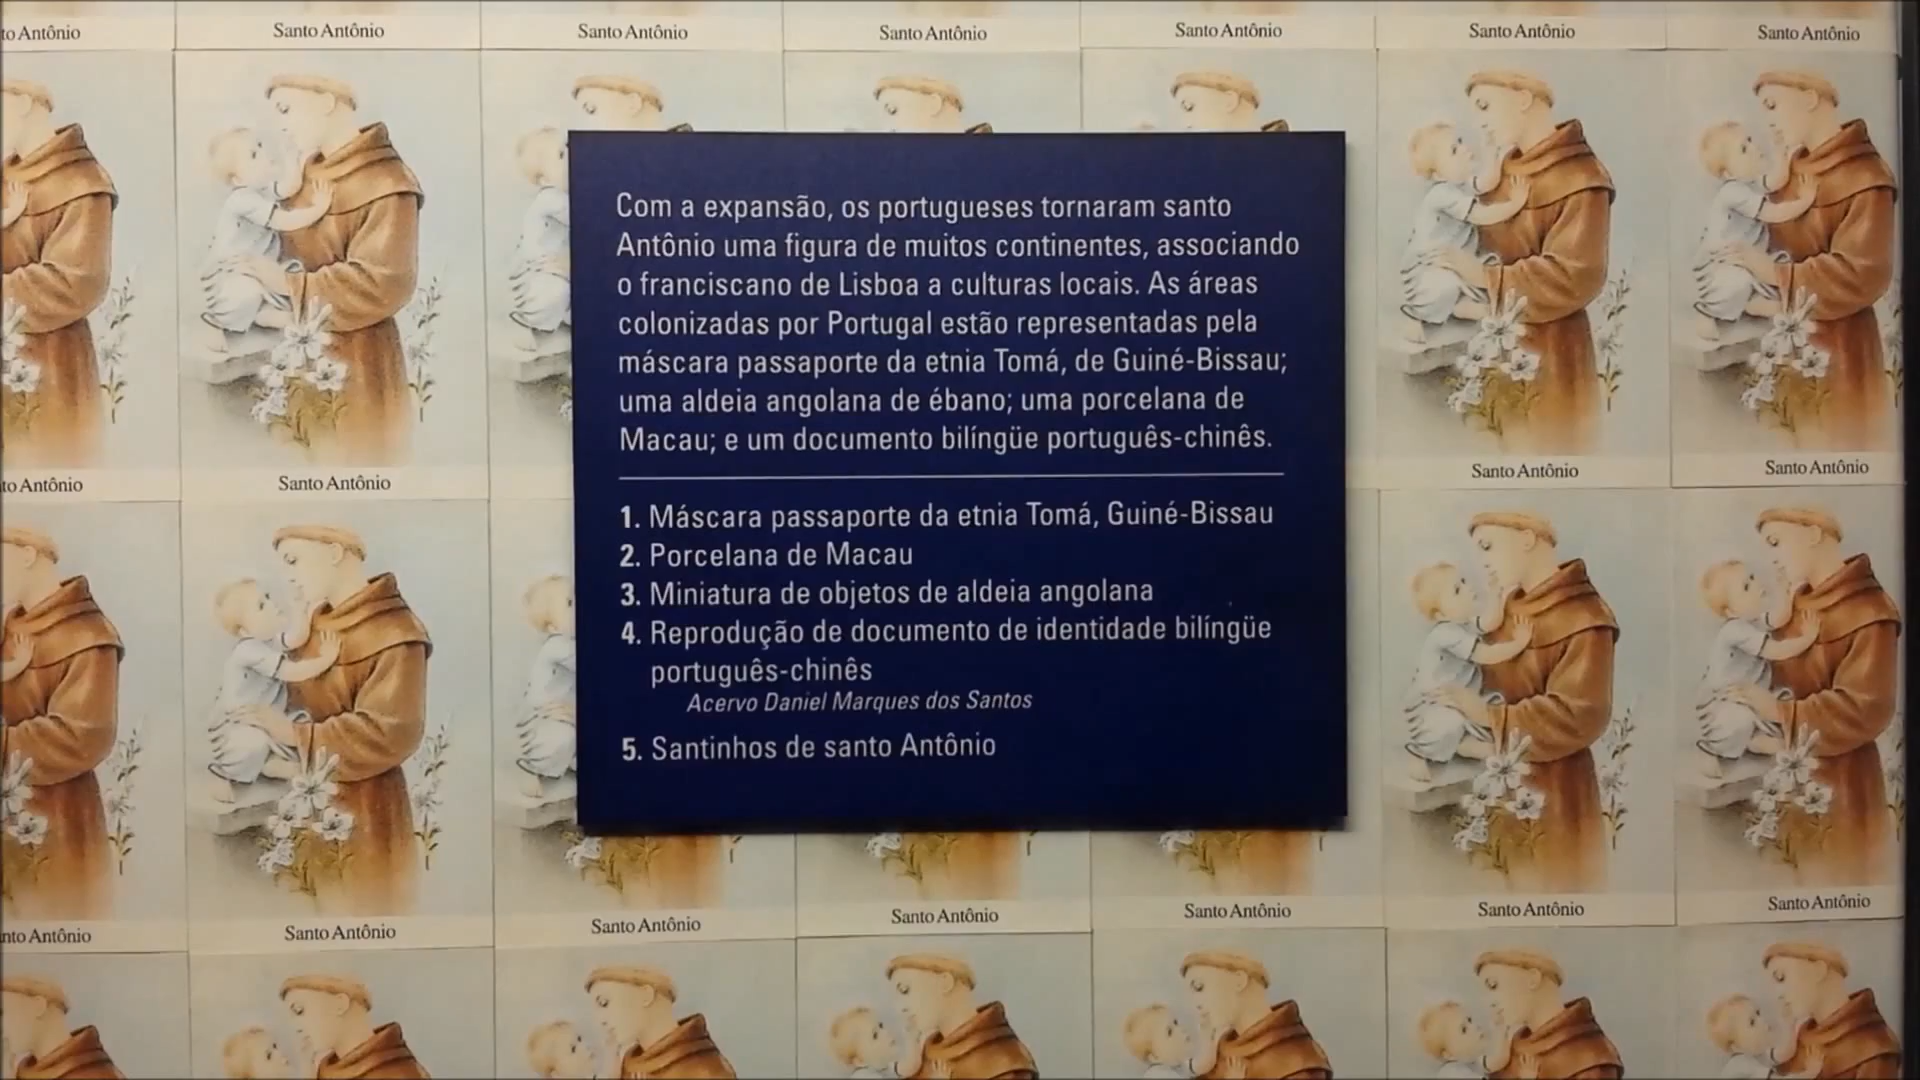 to Antônio Santo Antônio Santo Antônio Santo Antônio Santo Antônio Santo Antônio Santo Antônio
Com a expansão, os portugueses tornaram santo
Antônio uma figura de muitos continentes, associando
o franciscano de Lisboa a culturas locais. As áreas
colonizadas por Portugal estão representadas pela
máscara passaporte da etnia Tomá, de Guiné-Bissau;
uma aldeia angolana de ébano; uma porcelana de
Macau; e um documento bilíngüe português-chinês.
1. Máscara passaporte da etnia Tomá, Guiné-Bissau
2. Porcelana de Macau
3. Miniatura de objetos de aldeia angolana
4. Reprodução de documento de identidade bilíngüe
português-chinês
Acervo Daniel Marques dos Santos
5. Santinhos de santo Antônio
to Antônio Santo Antônio Santo Antônio Santo Antônio
nto Antônio Santo Antônio Santo Antônio Santo Antônio Santo Antônio Santo Antônio Santo Antônio